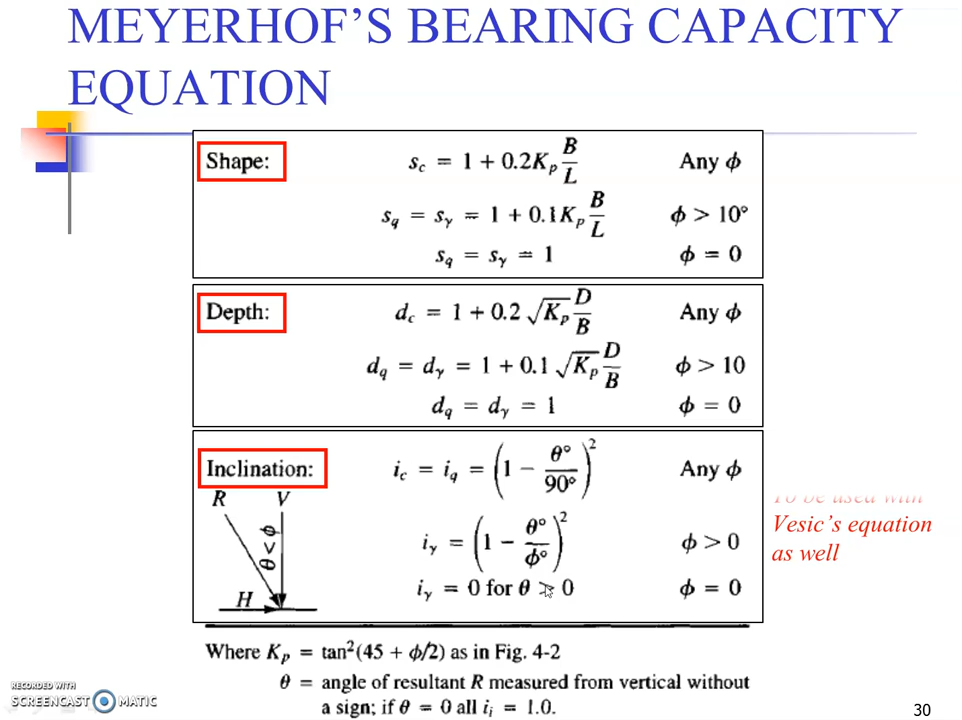 MEYERHOF’S BEARING CAPACITY
EQUATION
Shape: s_c = 1 + 0.2K_p B/L Any ϕ
s_q = s_γ = 1 + 0.1K_p B/L ϕ > 10°
s_q = s_γ = 1 ϕ = 0
Depth: d_c = 1 + 0.2 √K_p D/B Any ϕ
d_q = d_γ = 1 + 0.1 √K_p D/B ϕ > 10
d_q = d_γ = 1 ϕ = 0
Inclination: i_c = i_q = (1 − θ°/90°)² Any ϕ
R V
θ < ϕ
H
i_γ = (1 − θ°/ϕ°)² ϕ > 0
i_γ = 0 for θ > 0 ϕ = 0
To be used with
Vesic’s equation
as well
Where K_p = tan²(45 + ϕ/2) as in Fig. 4-2
θ = angle of resultant R measured from vertical without
a sign; if θ = 0 all i_i = 1.0.
RECORDED WITH
SCREENCAST MATIC
30